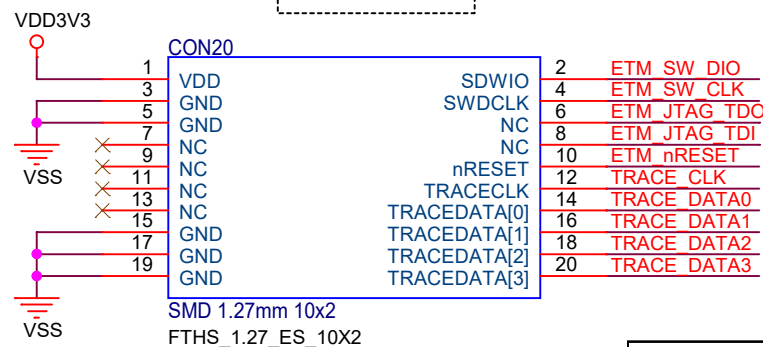 VDD3V3
CON20
1 VDD SDWIO 2 ETM_SW_DIO
3 GND SWDCLK 4 ETM_SW_CLK
5 GND NC 6 ETM_JTAG_TDO
7 NC NC 8 ETM_JTAG_TDI
9 NC nRESET 10 ETM_nRESET
11 NC TRACECLK 12 TRACE_CLK
13 NC TRACEDATA[0] 14 TRACE_DATA0
15 GND TRACEDATA[1] 16 TRACE_DATA1
17 GND TRACEDATA[2] 18 TRACE_DATA2
19 GND TRACEDATA[3] 20 TRACE_DATA3
VSS
VSS
SMD 1.27mm 10x2
FTHS_1.27_ES_10X2